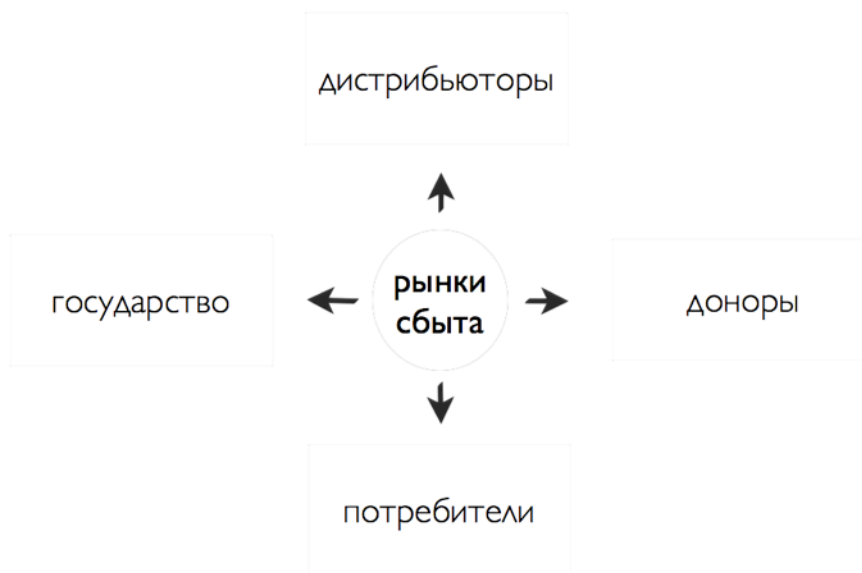 дистрибьюторы
государство
рынки
сбыта
доноры
потребители